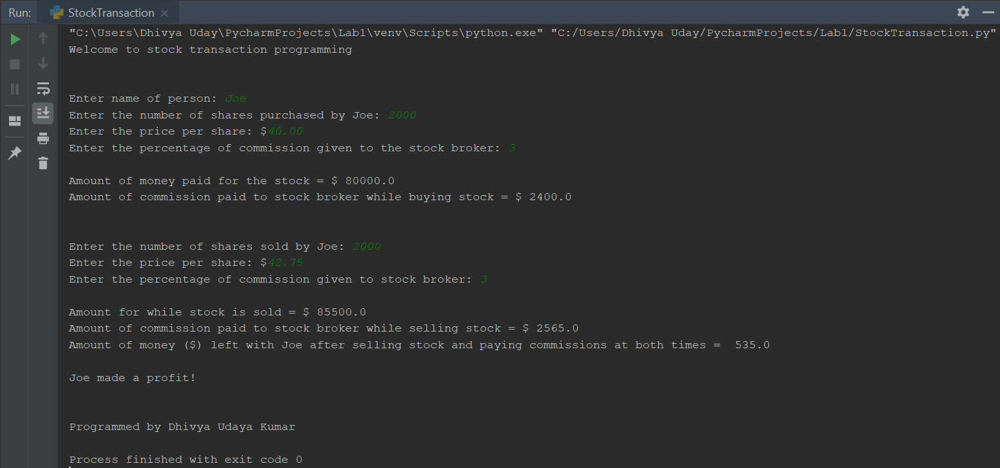 Run: StockTransaction
"C:\Users\Dhivya Uday\PycharmProjects\Lab1\venv\Scripts\python.exe" "C:/Users/Dhivya Uday/PycharmProjects/Lab1/StockTransaction.py"
Welcome to stock transaction programming
Enter name of person: Joe
Enter the number of shares purchased by Joe: 2000
Enter the price per share: $40.00
Enter the percentage of commission given to the stock broker: 3
Amount of money paid for the stock = $ 80000.0
Amount of commission paid to stock broker while buying stock = $ 2400.0
Enter the number of shares sold by Joe: 2000
Enter the price per share: $42.75
Enter the percentage of commission given to stock broker: 3
Amount for while stock is sold = $ 85500.0
Amount of commission paid to stock broker while selling stock = $ 2565.0
Amount of money ($) left with Joe after selling stock and paying commissions at both times =  535.0
Joe made a profit!
Programmed by Dhivya Udaya Kumar
Process finished with exit code 0